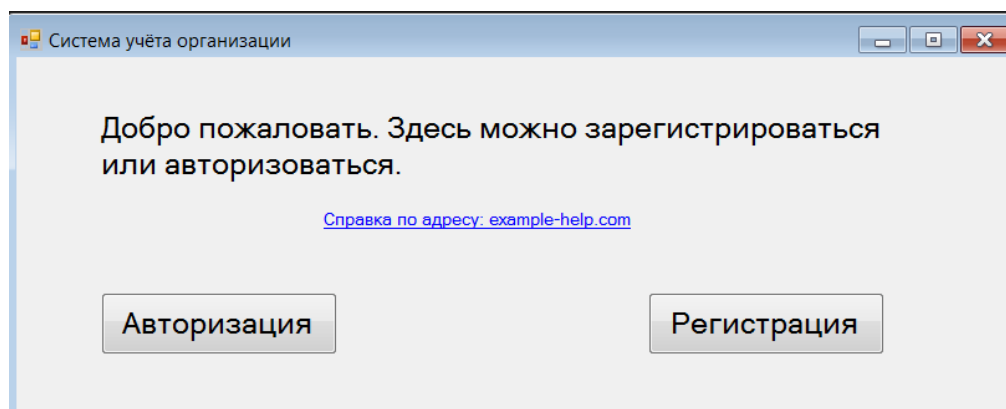 Система учёта организации
Добро пожаловать. Здесь можно зарегистрироваться
или авторизоваться.
Справка по адресу: example-help.com
Авторизация
Регистрация